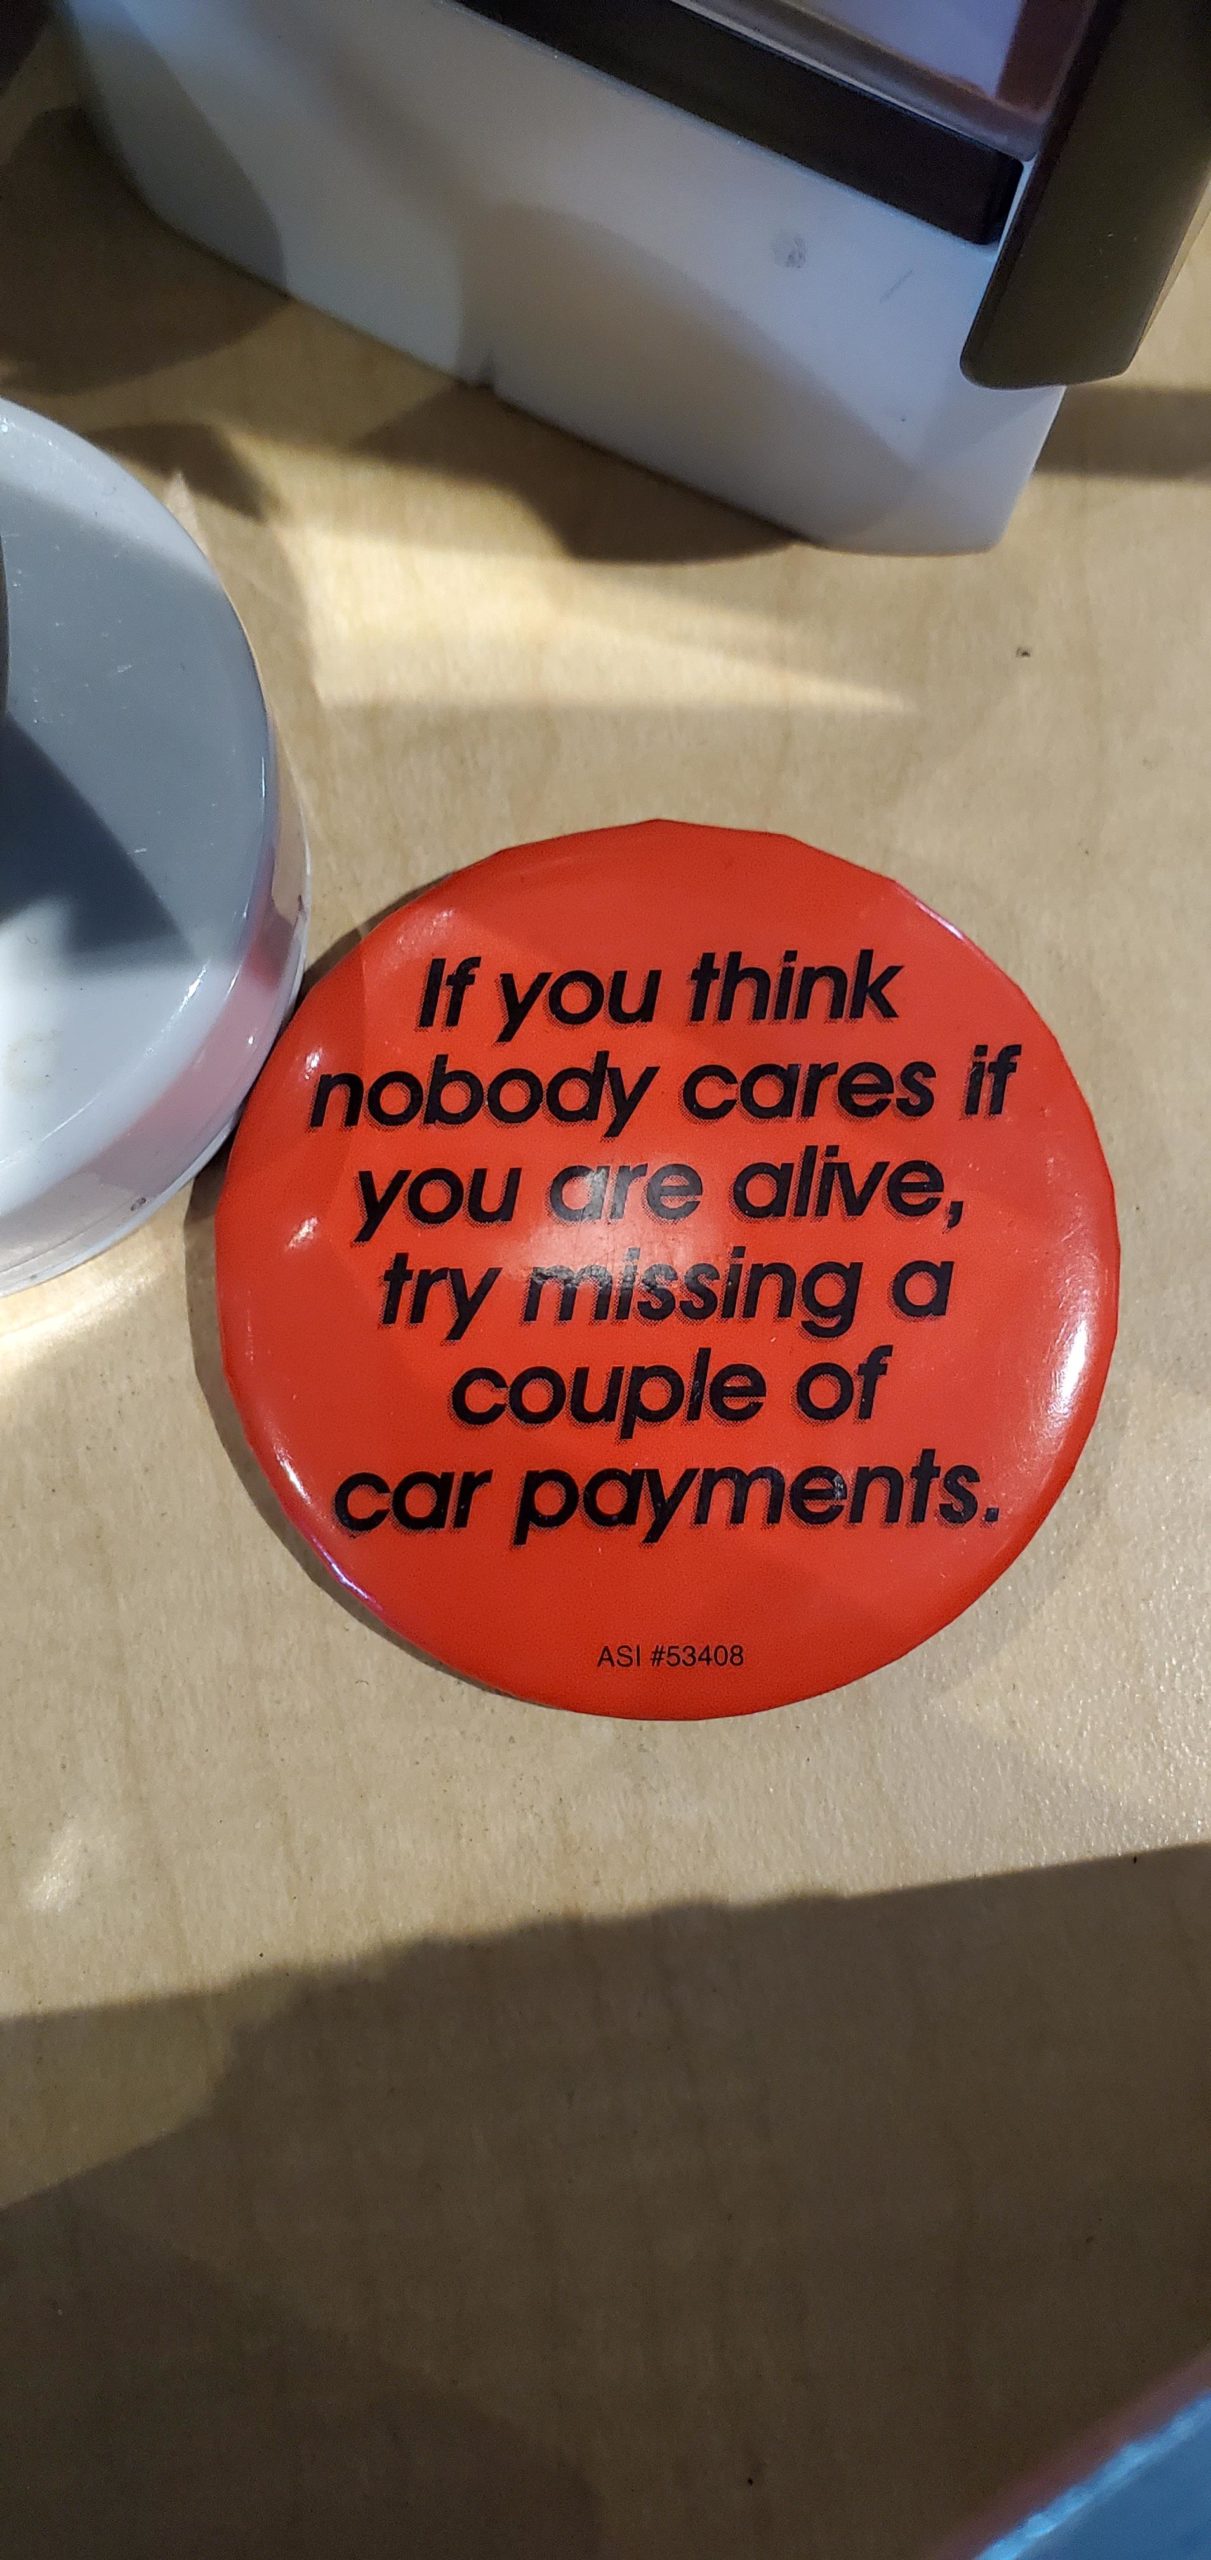 If you think
nobody cares if
you are alive,
try missing a
couple of
car payments.
ASI #53408